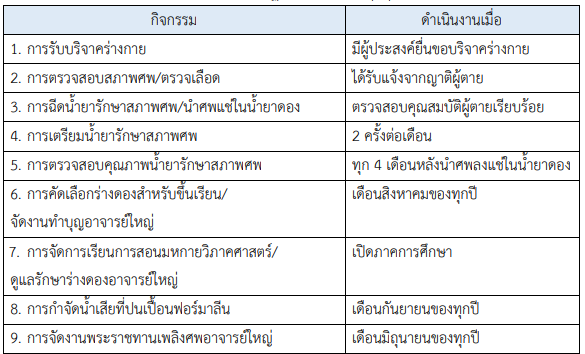 กิจกรรม ดำเนินงานเมื่อ
1. การรับบริจาคร่างกาย มีผู้ประสงค์ยื่นขอบริจาคร่างกาย
2. การตรวจสอบสภาพศพ/ตรวจเลือด ได้รับแจ้งจากญาติผู้ตาย
3. การฉีดน้ำยารักษาสภาพศพ/นำศพแช่ในน้ำยาดอง ตรวจสอบคุณสมบัติผู้ตายเรียบร้อย
4. การเตรียมน้ำยารักษาสภาพศพ 2 ครั้งต่อเดือน
5. การตรวจสอบคุณภาพน้ำยารักษาสภาพศพ ทุก 4 เดือนหลังนำศพลงแช่ในน้ำยาดอง
6. การคัดเลือกร่างดองสำหรับขึ้นเรียน/ เดือนสิงหาคมของทุกปี
จัดงานทำบุญอาจารย์ใหญ่
7. การจัดการเรียนการสอนมหกายวิภาคศาสตร์/ เปิดภาคการศึกษา
ดูแลรักษาร่างดองอาจารย์ใหญ่
8. การกำจัดน้ำเสียที่ปนเปื้อนฟอร์มาลีน เดือนกันยายนของทุกปี
9. การจัดงานพระราชทานเพลิงศพอาจารย์ใหญ่ เดือนมิถุนายนของทุกปี